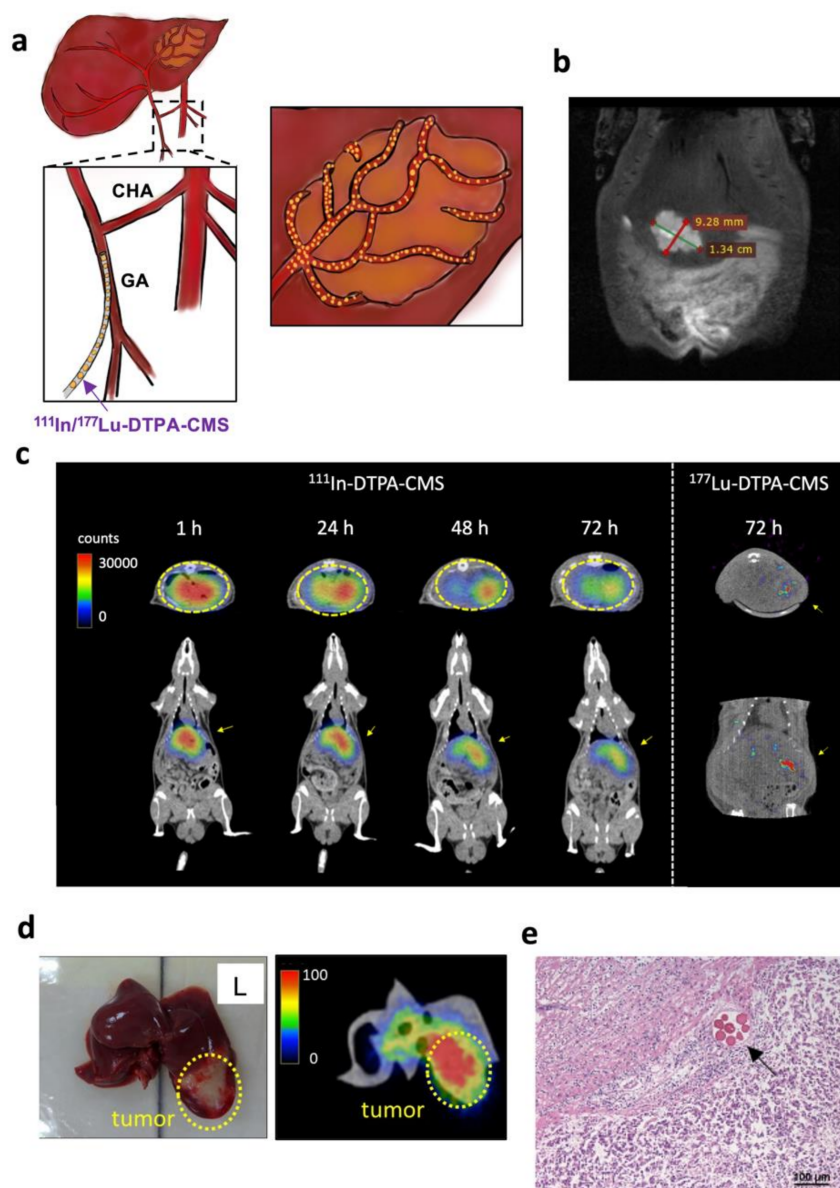 a
CHA
GA
¹¹¹In/¹⁷⁷Lu-DTPA-CMS
b
9.28 mm
1.34 cm
c
¹¹¹In-DTPA-CMS
¹⁷⁷Lu-DTPA-CMS
1 h
24 h
48 h
72 h
72 h
counts
30000
0
d
L
tumor
100
0
tumor
e
100 µm